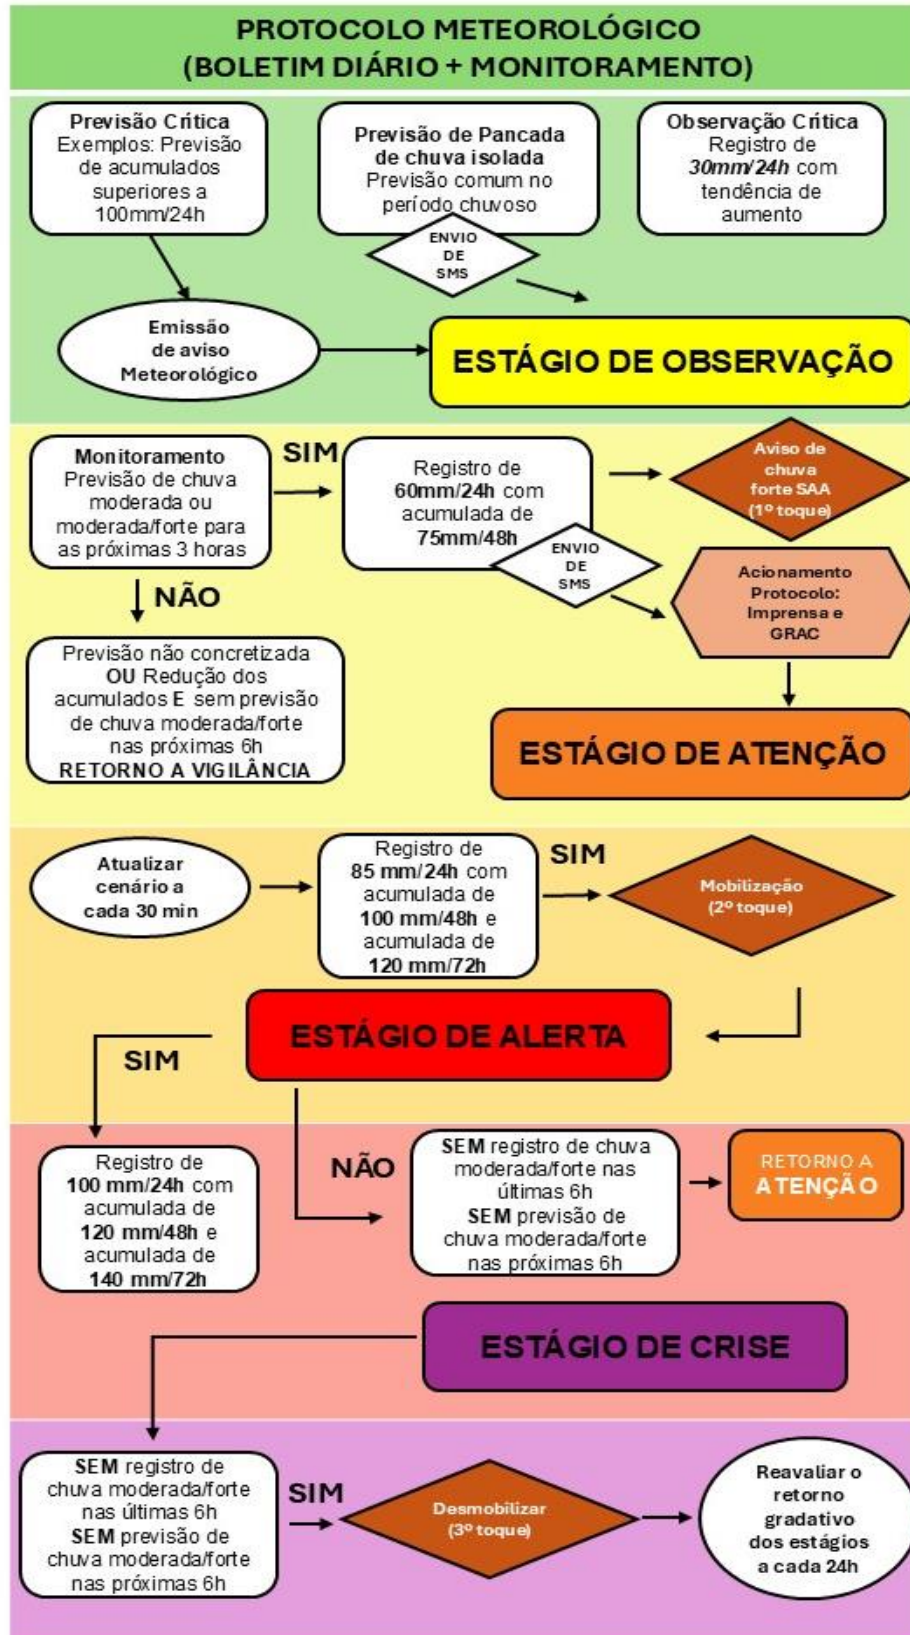 PROTOCOLO METEOROLÓGICO
(BOLETIM DIÁRIO + MONITORAMENTO)
Previsão Crítica
Exemplos: Previsão
de acumulados
superiores a
100mm/24h
Previsão de Pancada
de chuva isolada
Previsão comum no
período chuvoso
ENVIO
DE
SMS
Observação Crítica
Registro de
30mm/24h com
tendência de
aumento
Emissão
de aviso
Meteorológico
ESTÁGIO DE OBSERVAÇÃO
Monitoramento
Previsão de chuva
moderada ou
moderada/forte para
as próximas 3 horas
SIM
Registro de
60mm/24h com
acumulada de
75mm/48h
ENVIO
DE
SMS
Aviso de
chuva
forte SAA
(1º toque)
Acionamento
Protocolo:
Imprensa e
GRAC
NÃO
Previsão não concretizada
OU Redução dos
acumulados E sem previsão
de chuva moderada/forte
nas próximas 6h
RETORNO A VIGILÂNCIA
ESTÁGIO DE ATENÇÃO
Atualizar
cenário a
cada 30 min
Registro de
85 mm/24h com
acumulada de
100 mm/48h e
acumulada de
120 mm/72h
SIM
Mobilização
(2º toque)
ESTÁGIO DE ALERTA
SIM
Registro de
100 mm/24h com
acumulada de
120 mm/48h e
acumulada de
140 mm/72h
NÃO
SEM registro de chuva
moderada/forte nas
últimas 6h
SEM previsão de
chuva moderada/forte
nas próximas 6h
RETORNO A
ATENÇÃO
ESTÁGIO DE CRISE
SEM registro de
chuva moderada/forte
nas últimas 6h
SEM previsão de
chuva moderada/forte
nas próximas 6h
SIM
Desmobilizar
(3º toque)
Reavaliar o
retorno
gradativo
dos estágios
a cada 24h